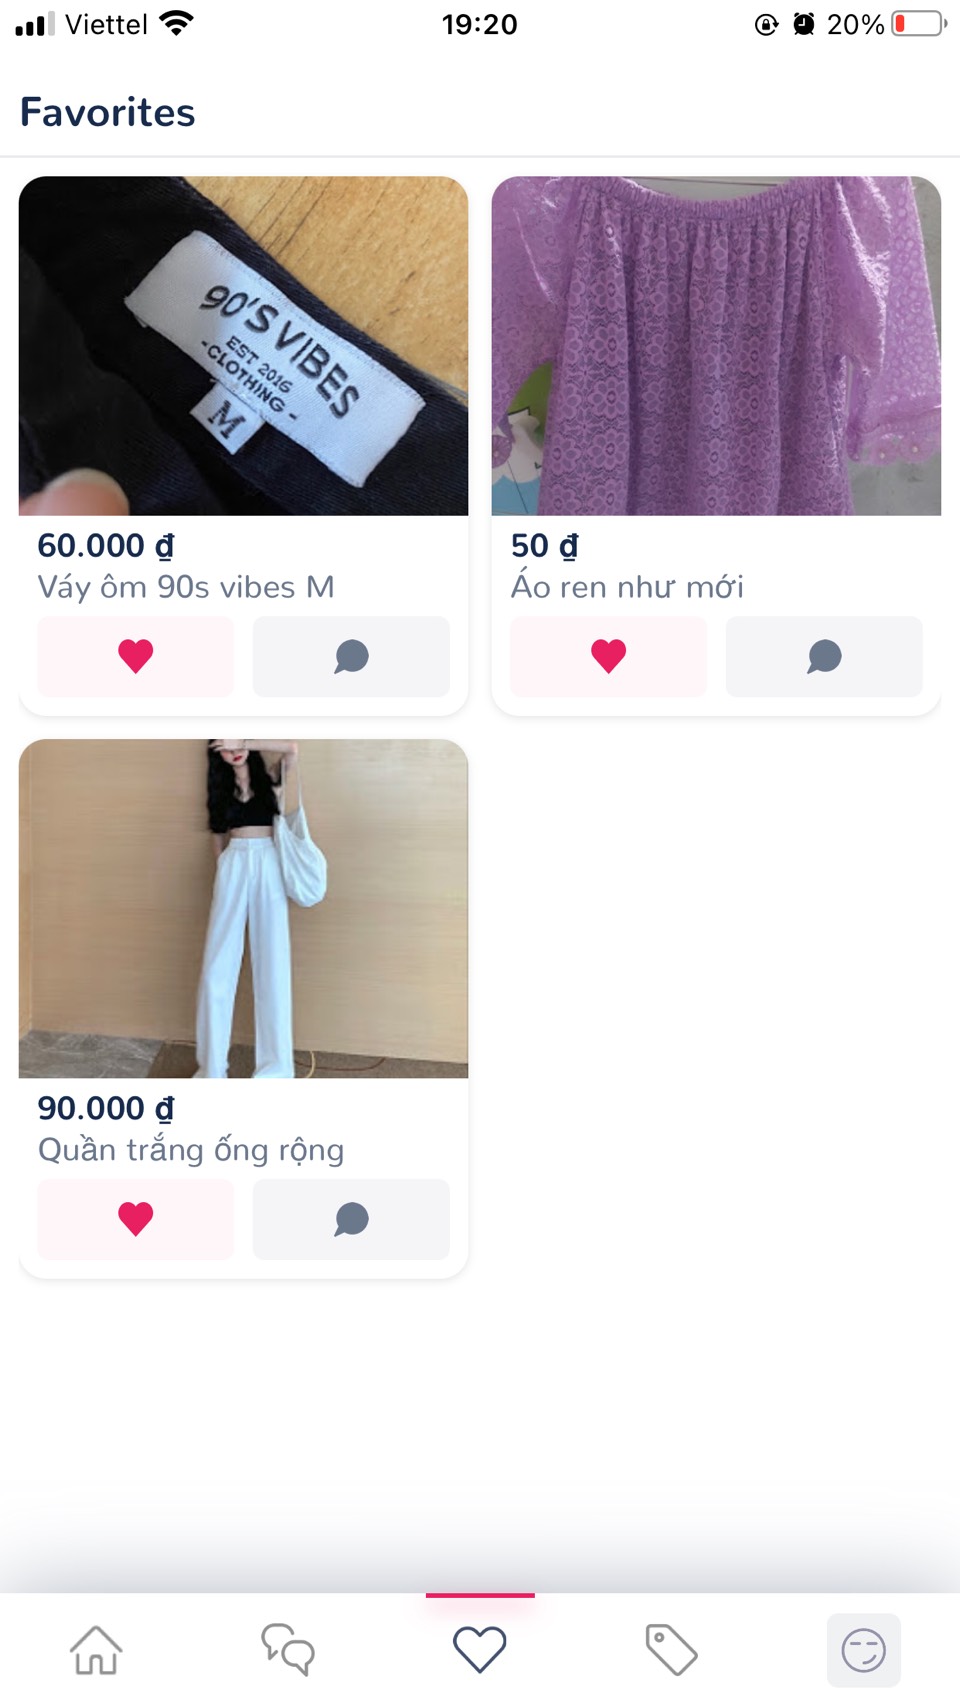 Viettel 19:20 20%
Favorites
90'S VIBES
EST 2016
-CLOTHING -
M
60.000 ₫
Váy ôm 90s vibes M
50 ₫
Áo ren như mới
90.000 ₫
Quần trắng ống rộng